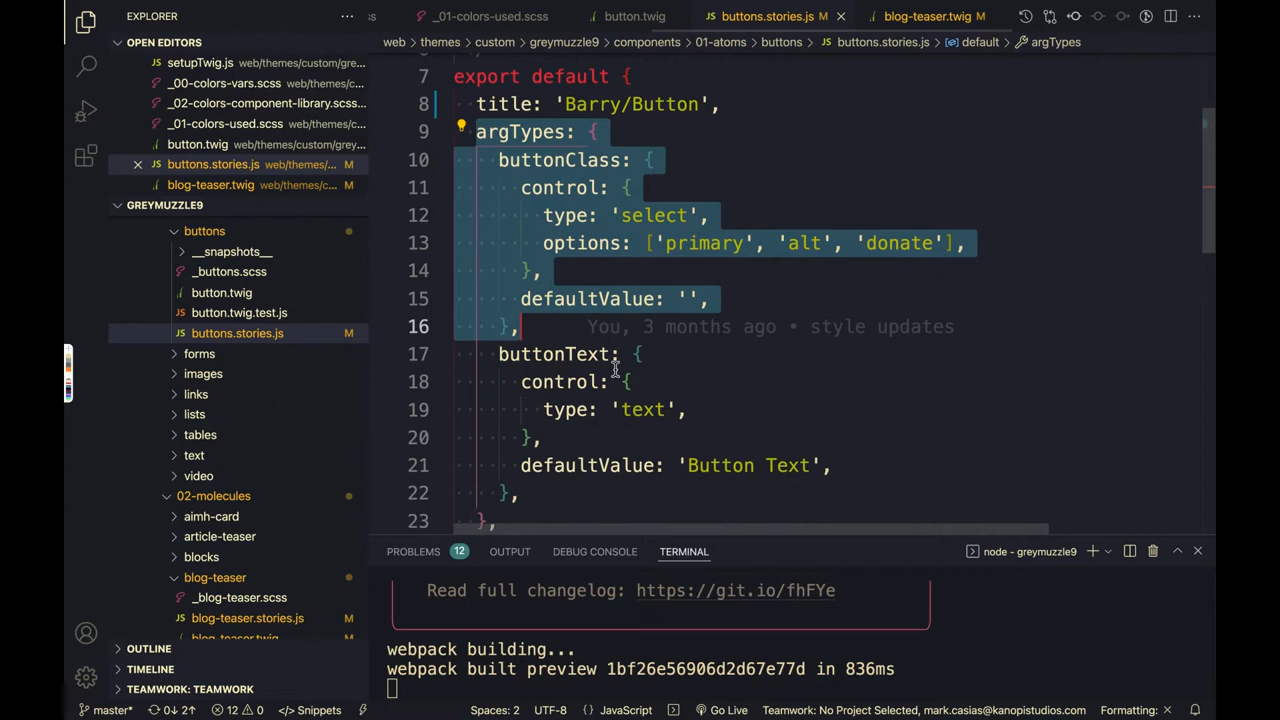 EXPLORER
OPEN EDITORS
setupTwig.js web/themes/custom/gre...
_00-colors-vars.scss web/themes...
_02-colors-component-library.scss...
_01-colors-used.scss web/themes...
button.twig web/themes/custom/gre...
buttons.stories.js web/themes/... M
blog-teaser.twig web/themes/c... M
GREYMUZZLE9
buttons
__snapshots__
_buttons.scss
button.twig
button.twig.test.js
buttons.stories.js M
forms
images
links
lists
tables
text
video
02-molecules
aimh-card
article-teaser
blocks
blog-teaser
_blog-teaser.scss
blog-teaser.stories.js M
blog-teaser.twig M
OUTLINE
TIMELINE
TEAMWORK: TEAMWORK
_01-colors-used.scss button.twig buttons.stories.js M blog-teaser.twig M
web > themes > custom > greymuzzle9 > components > 01-atoms > buttons > buttons.stories.js > default > argTypes
7 export default {
8 title: 'Barry/Button',
9 argTypes: {
10 buttonClass: {
11 control: {
12 type: 'select',
13 options: ['primary', 'alt', 'donate'],
14 },
15 defaultValue: '',
16 }, You, 3 months ago • style updates
17 buttonText: {
18 control: {
19 type: 'text',
20 },
21 defaultValue: 'Button Text',
22 },
23 },
PROBLEMS 12 OUTPUT DEBUG CONSOLE TERMINAL node - greymuzzle9
Read full changelog: https://git.io/fhFYe
webpack building...
webpack built preview 1bf26e56906d2d67e77d in 836ms
master* 0↓ 2↑ 12 0 </> Snippets Spaces: 2 UTF-8 {} JavaScript Go Live Teamwork: No Project Selected, mark.casias@kanopistudios.com Formatting: ×